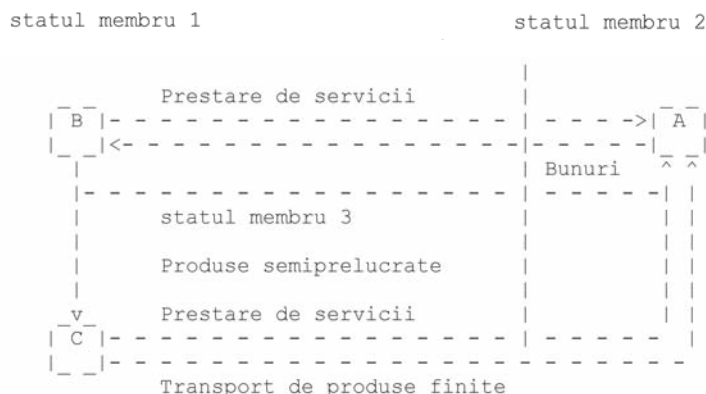 statul membru 1 statul membru 2
Prestare de servicii
B A
Bunuri
statul membru 3
Produse semiprelucrate
Prestare de servicii
C
Transport de produse finite